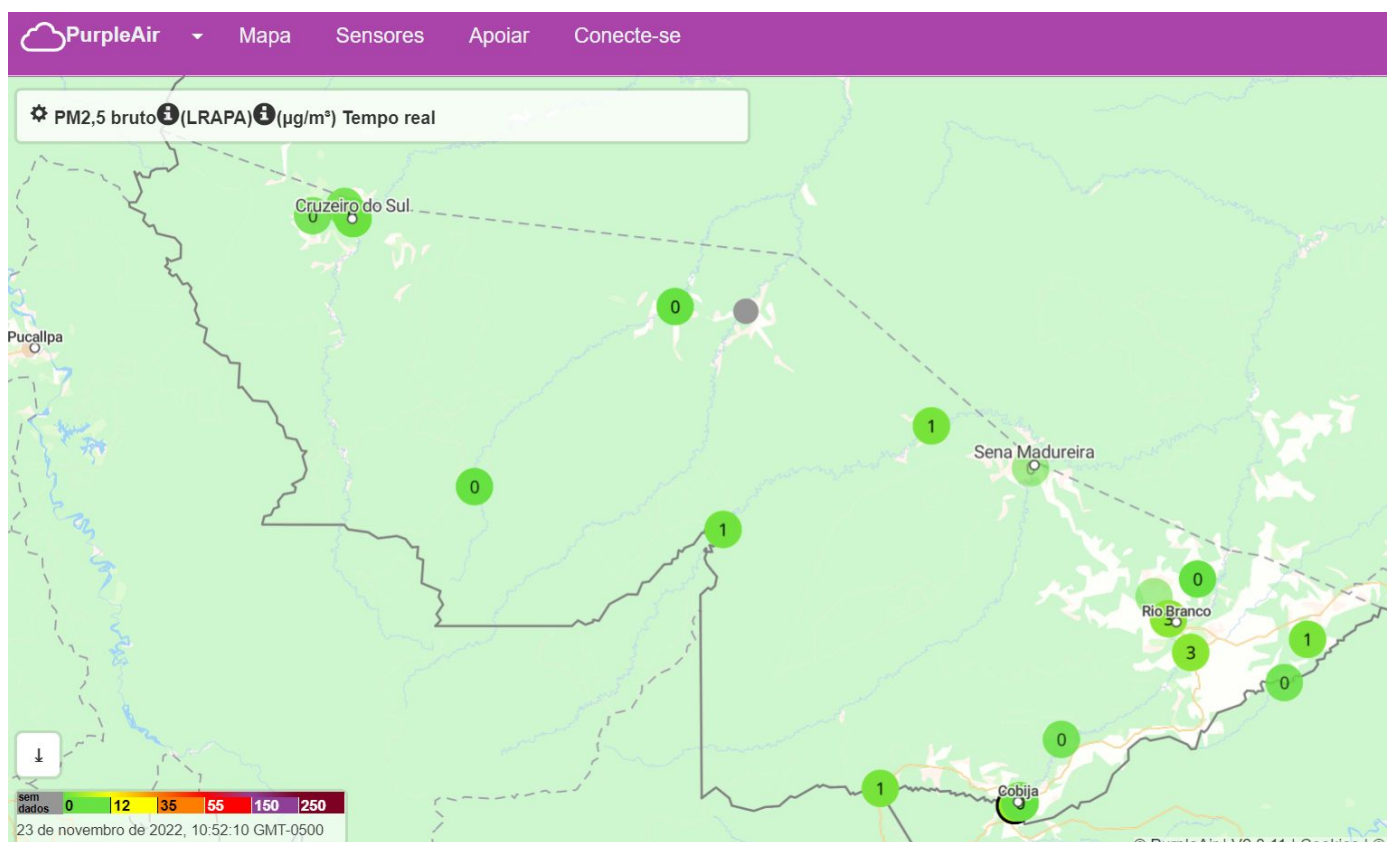 PurpleAir Mapa Sensores Apoiar Conecte-se
PM2,5 bruto (LRAPA) (µg/m³) Tempo real
Cruzeiro do Sul
0
0
Pucallpa
1
Sena Madureira
0
1
0
Rio Branco
3
3
1
0
0
1
Cobija
sem dados 0 12 35 55 150 250
23 de novembro de 2022, 10:52:10 GMT-0500